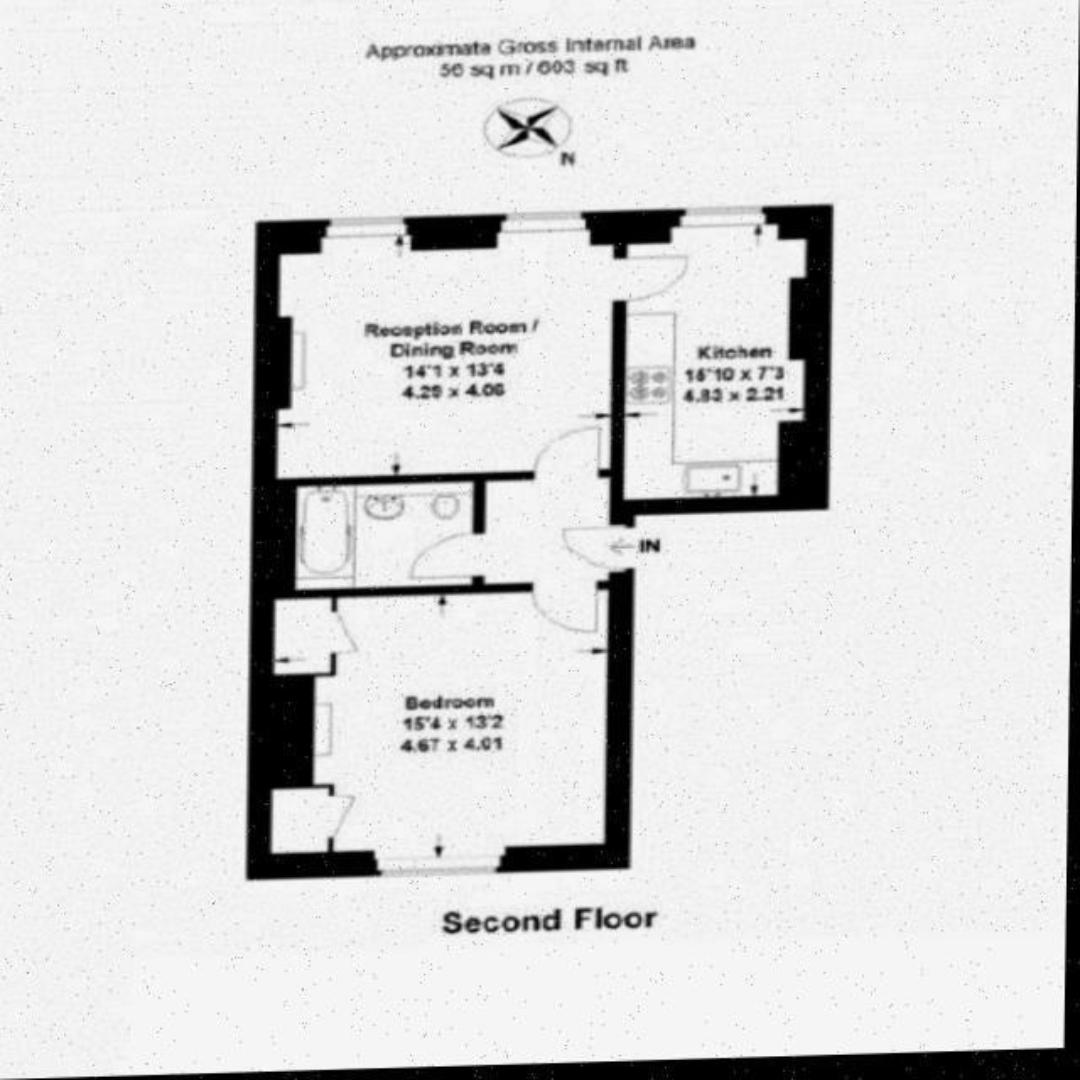 Approximate Gross Internal Area
56 sq m / 603 sq ft
N
Reception Room /
Dining Room
14'1 x 13'4
4.29 x 4.06
Kitchen
15'10 x 7'3
4.83 x 2.21
IN
Bedroom
15'4 x 13'2
4.67 x 4.01
Second Floor